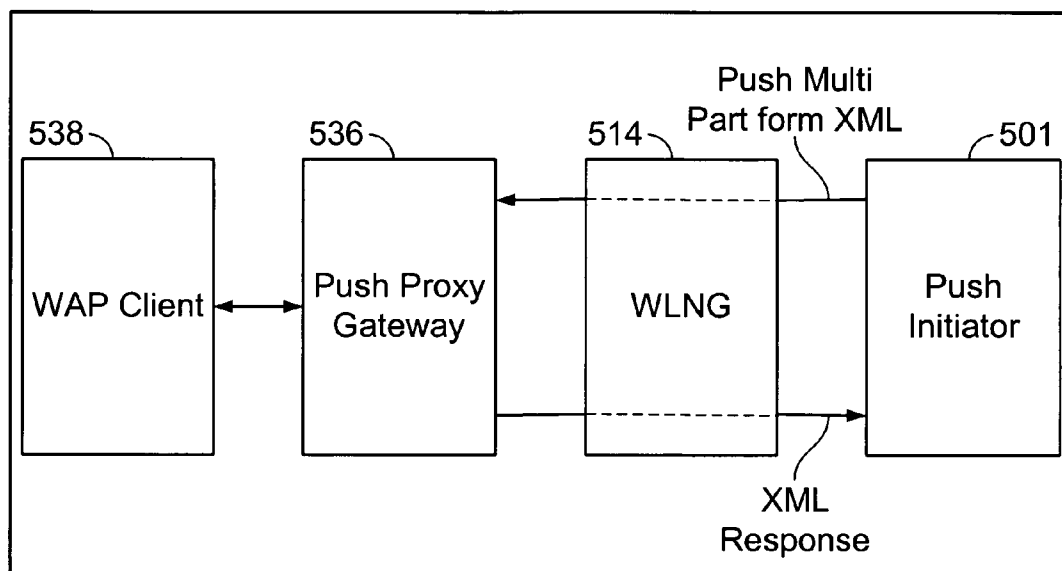 Push Multi
Part form XML
538
536
514
501
WAP Client
Push Proxy
Gateway
WLNG
Push
Initiator
XML
Response